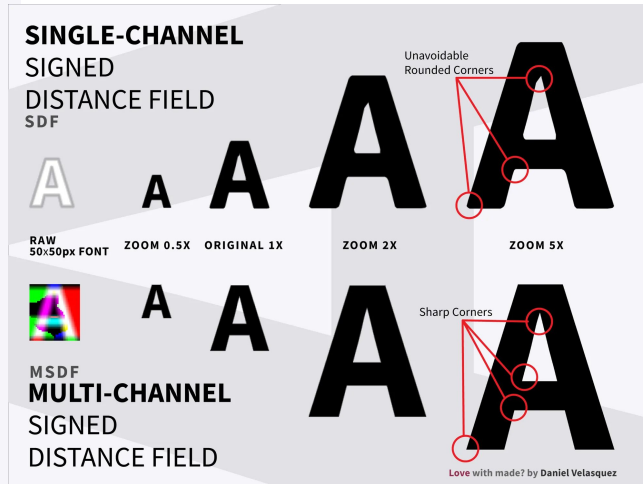 SINGLE-CHANNEL
SIGNED
DISTANCE FIELD
SDF
Unavoidable
Rounded Corners
A
A
A
A
A
RAW
50x50px FONT
ZOOM 0.5X
ORIGINAL 1X
ZOOM 2X
ZOOM 5X
A
A
A
A
A
Sharp Corners
MSDF
MULTI-CHANNEL
SIGNED
DISTANCE FIELD
Love with made? by Daniel Velasquez